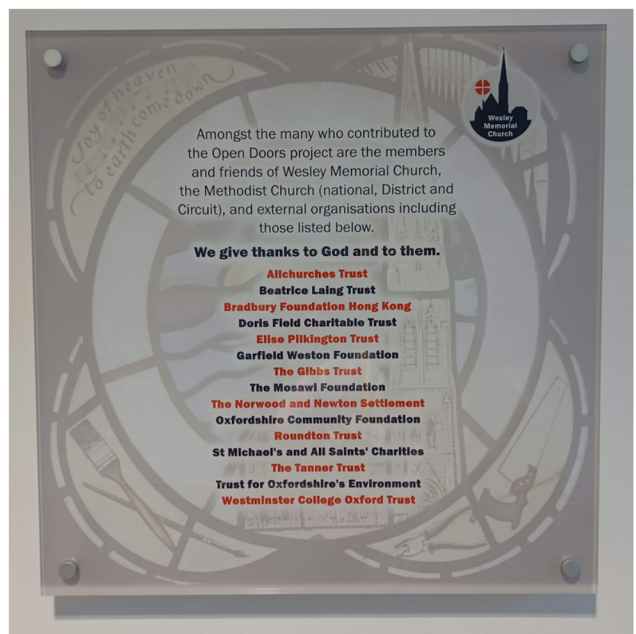 Joy of heaven
to earth come down
Wesley
Memorial
Church
Amongst the many who contributed to
the Open Doors project are the members
and friends of Wesley Memorial Church,
the Methodist Church (national, District and
Circuit), and external organisations including
those listed below.
We give thanks to God and to them.
Allchurches Trust
Beatrice Laing Trust
Bradbury Foundation Hong Kong
Doris Field Charitable Trust
Elise Pilkington Trust
Garfield Weston Foundation
The Gibbs Trust
The Mosawi Foundation
The Norwood and Newton Settlement
Oxfordshire Community Foundation
Roundton Trust
St Michael's and All Saints' Charities
The Tanner Trust
Trust for Oxfordshire's Environment
Westminster College Oxford Trust